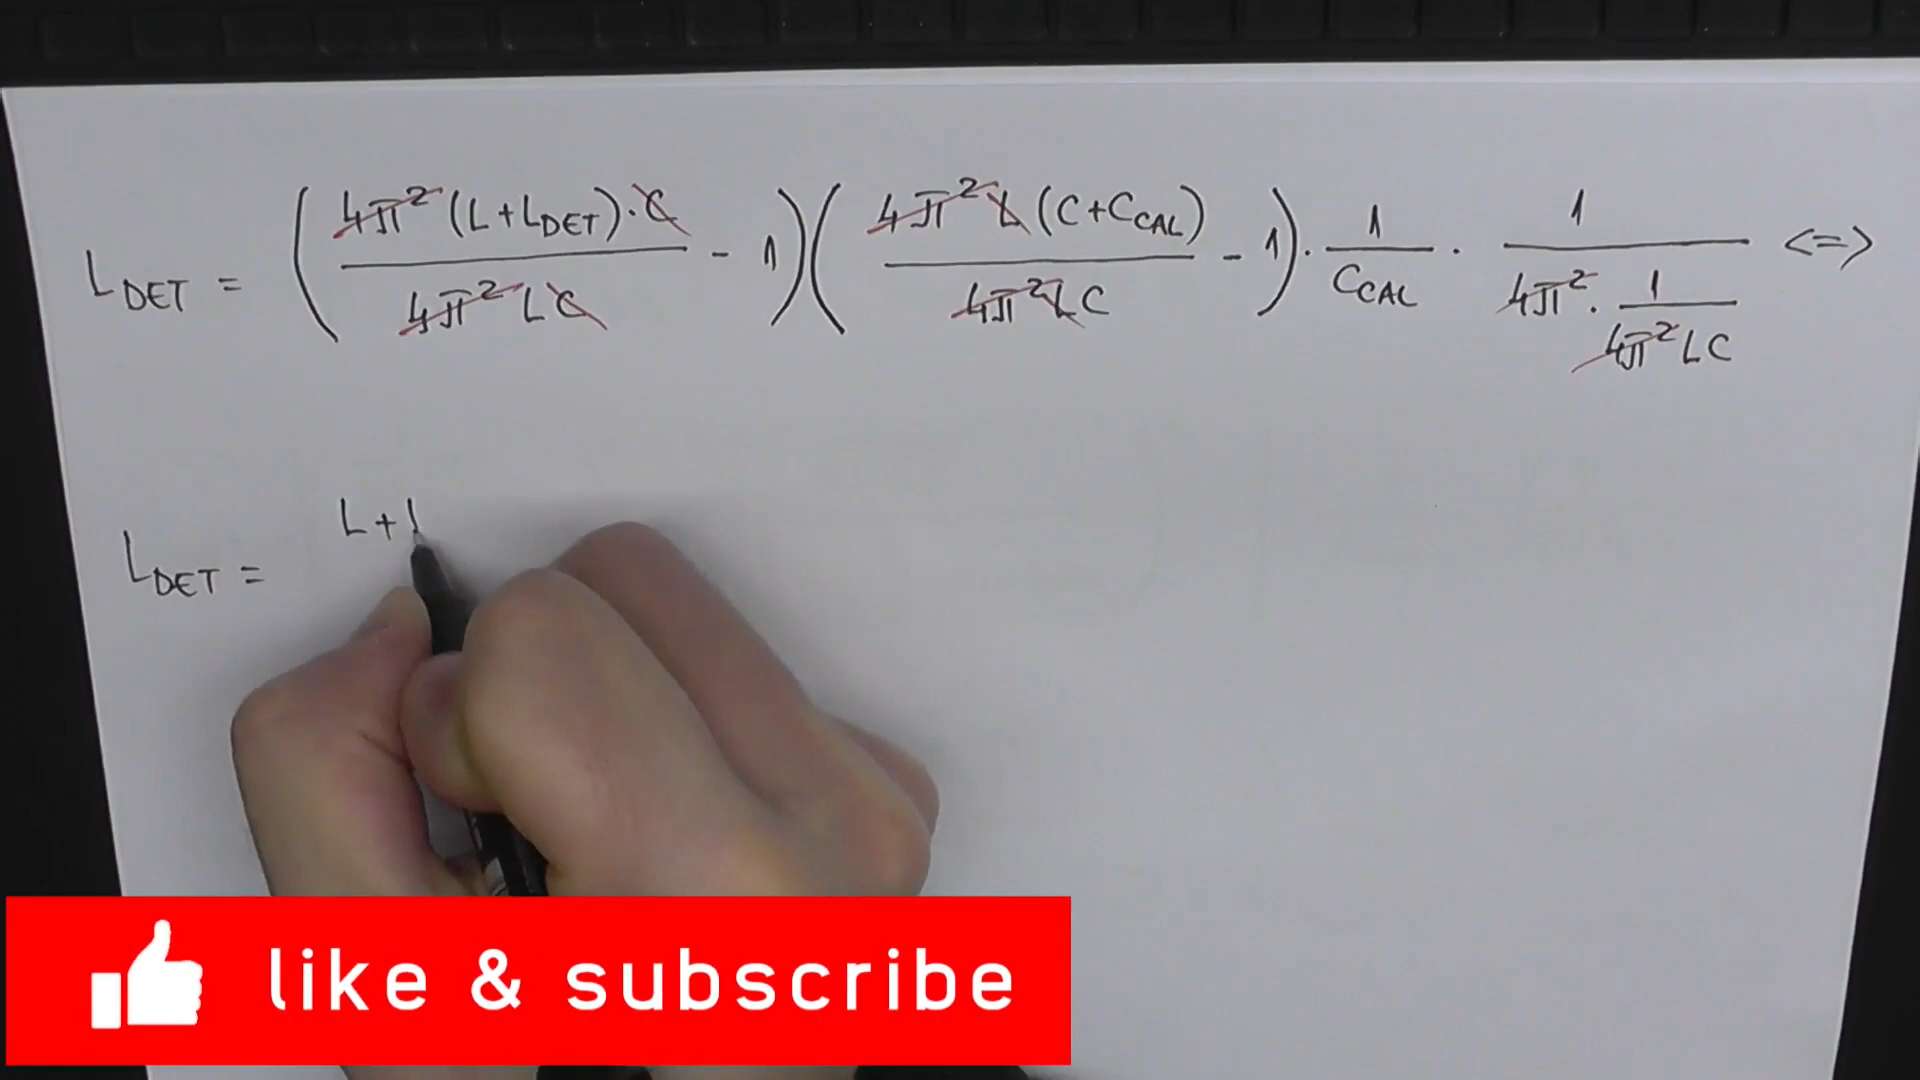 L_DET = ( 4π²(L+L_DET)·C / 4π²LC - 1 )( 4π²L(C+C_CAL) / 4π²LC - 1 ) · 1 / C_CAL · 1 / 4π² · 1 / 4π²LC <=>
L_DET = L+
like & subscribe